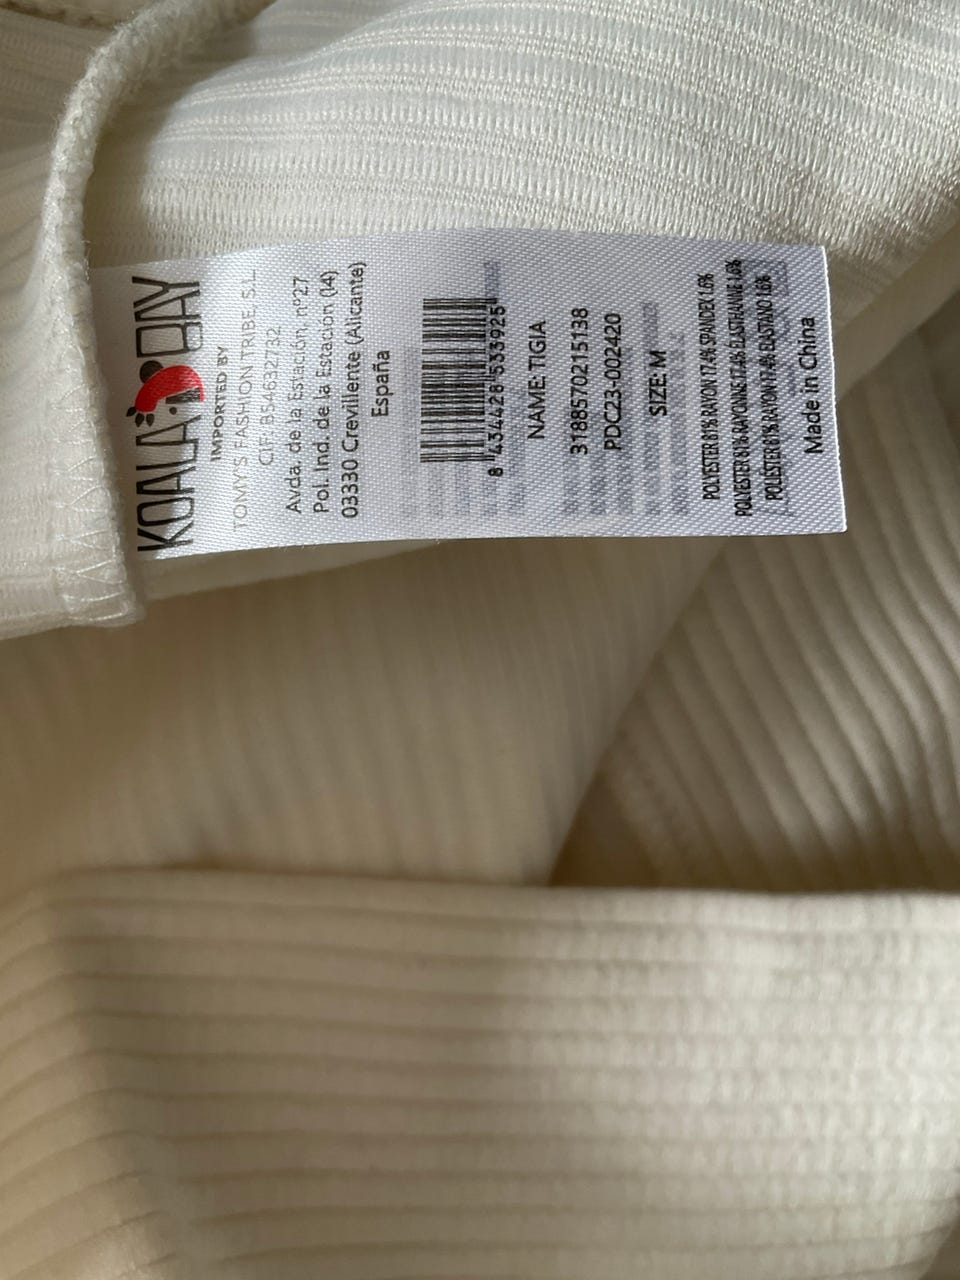 KOALA BAY
IMPORTED BY
TOMY'S FASHION TRIBE, S.L.
CIF: B54632732
Avda. de la Estación, nº27
Pol. Ind. de la Estación (I4)
03330 Crevillente (Alicante)
España
8 434428 533925
NAME: TIGIA
3188570215138
PDC23-002420
SIZE: M
POLYESTER 81% RAYON 17.4% SPANDEX 1.6%
POLYESTER 81% RAYONNE 17.4% ELASTHANNE 1.6%
POLIESTER 81% RAYON 17.4% ELASTANO 1.6%
Made in China